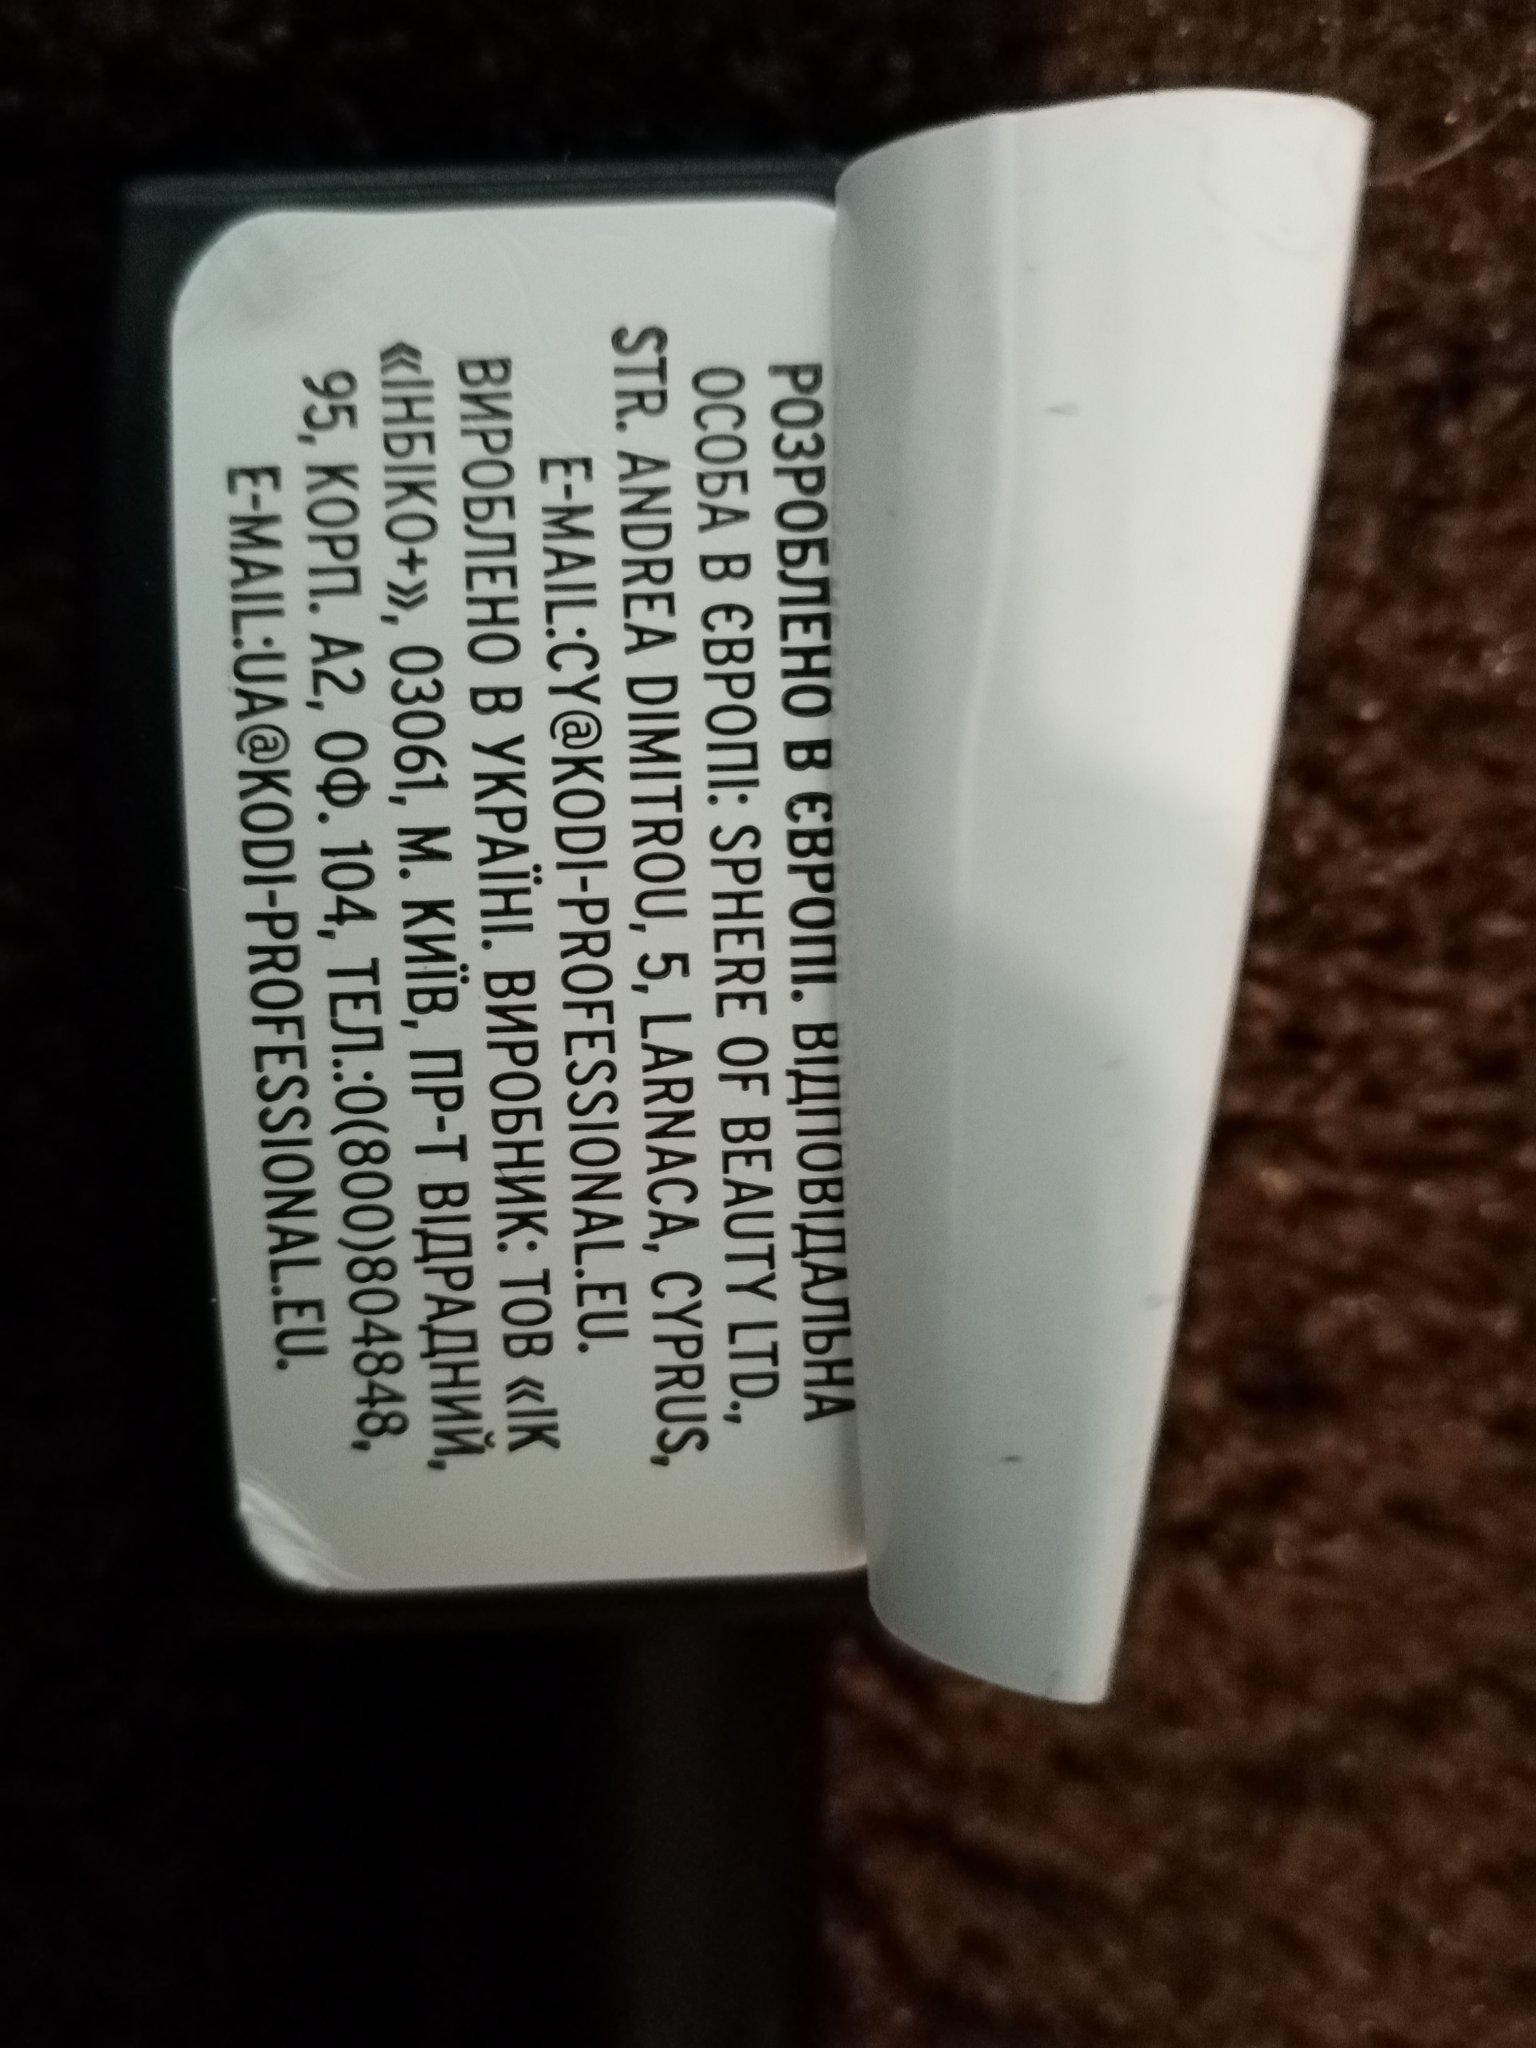 РОЗРОБЛЕНО В ЄВРОПІ. ВІДПОВІДАЛЬНА
ОСОБА В ЄВРОПІ: SPHERE OF BEAUTY LTD.,
STR. ANDREA DIMITROU, 5, LARNACA, CYPRUS,
E-MAIL:CY@KODI-PROFESSIONAL.EU.
ВИРОБЛЕНО В УКРАЇНІ. ВИРОБНИК: ТОВ «ІК
«ІНБІКО+», 03061, М. КИЇВ, ПР-Т ВІДРАДНИЙ,
95, КОРП. А2, ОФ. 104, ТЕЛ.:0(800)804848,
E-MAIL:UA@KODI-PROFESSIONAL.EU.